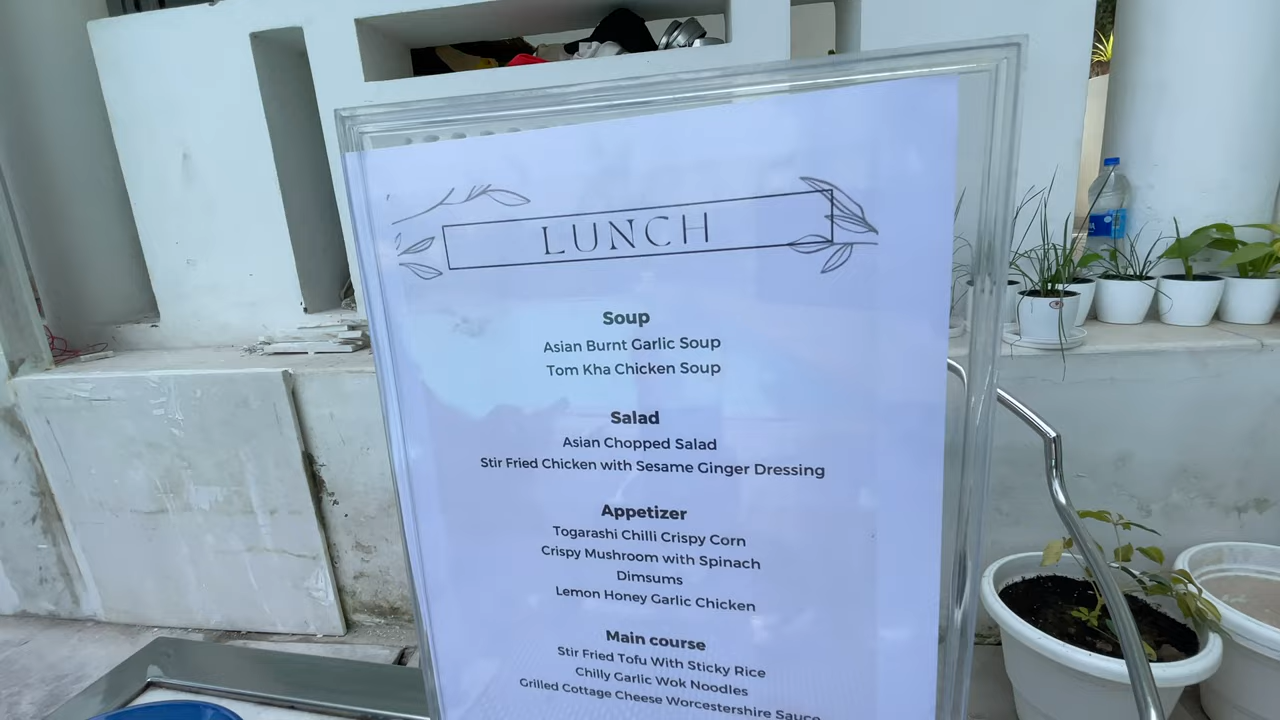 LUNCH
Soup
Asian Burnt Garlic Soup
Tom Kha Chicken Soup
Salad
Asian Chopped Salad
Stir Fried Chicken with Sesame Ginger Dressing
Appetizer
Togarashi Chilli Crispy Corn
Crispy Mushroom with Spinach
Dimsums
Lemon Honey Garlic Chicken
Main course
Stir Fried Tofu With Sticky Rice
Chilly Garlic Wok Noodles
Grilled Cottage Cheese Worcestershire Sauce